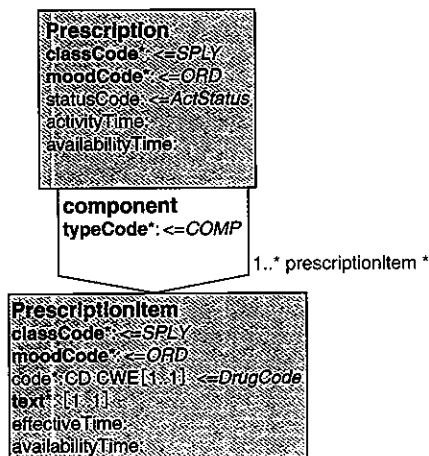 Prescription
classCode*: <=SPLY
moodCode*: <=ORD
statusCode: <=ActStatus
activityTime:
availabilityTime:
component
typeCode*: <=COMP
1..* prescriptionItem *
PrescriptionItem
classCode*: <=SPLY
moodCode*: <=ORD
code*: CD CWE [1..1] <=DrugCode
text*: [1..1]
effectiveTime:
availabilityTime: